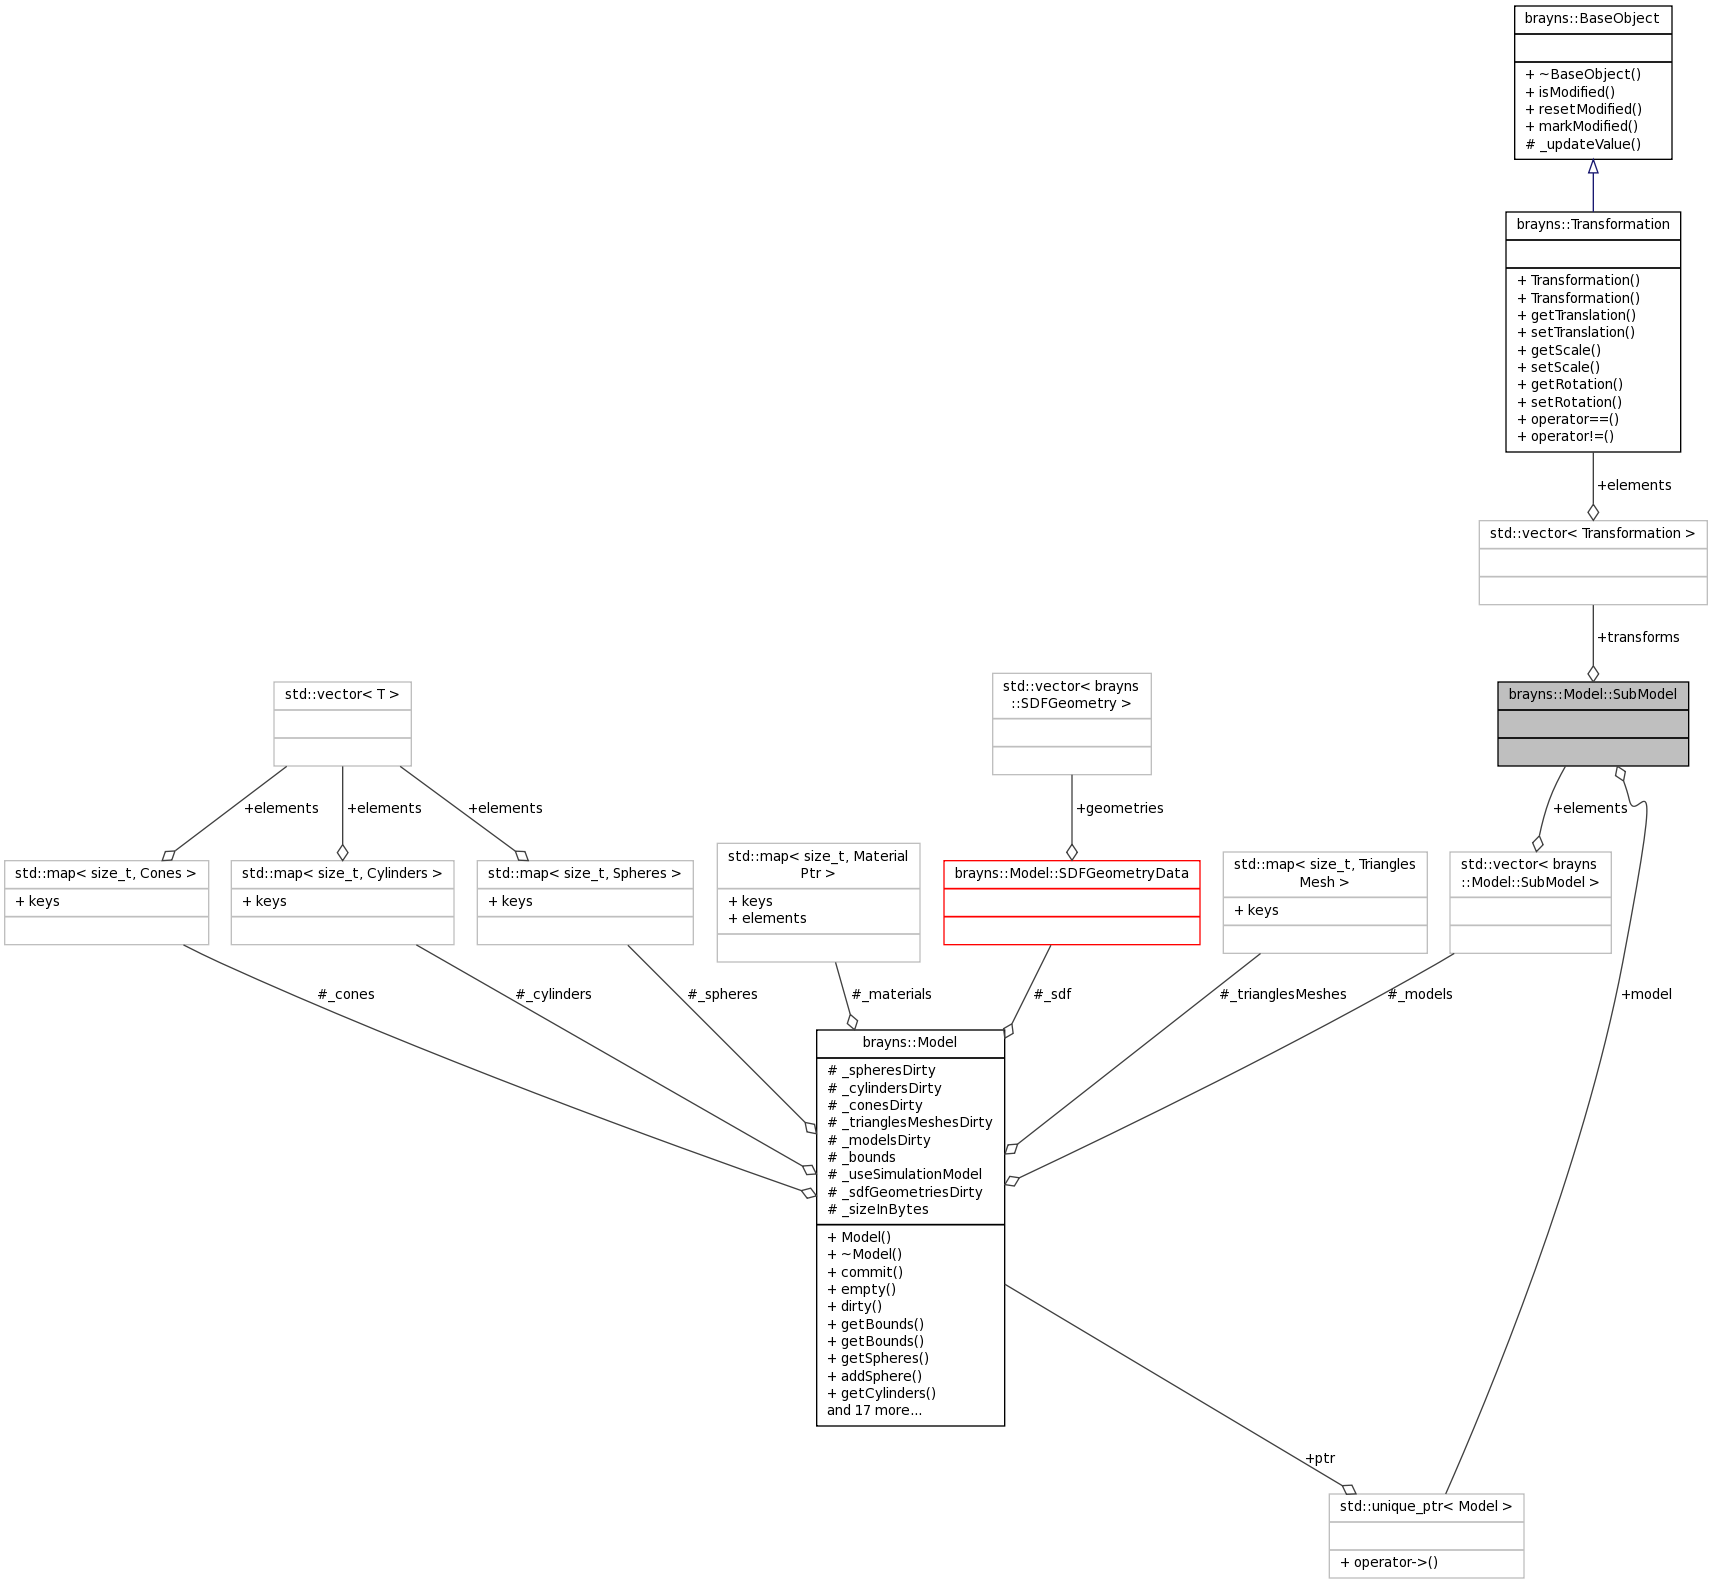 brayns::BaseObject
+ ~BaseObject()
+ isModified()
+ resetModified()
+ markModified()
# _updateValue()
brayns::Transformation
+ Transformation()
+ Transformation()
+ getTranslation()
+ setTranslation()
+ getScale()
+ setScale()
+ getRotation()
+ setRotation()
+ operator==()
+ operator!=()
+elements
std::vector< Transformation >
+transforms
std::vector< T >
std::vector< brayns
::SDFGeometry >
brayns::Model::SubModel
+elements
+elements
+elements
+geometries
+elements
std::map< size_t, Cones >
+ keys
std::map< size_t, Cylinders >
+ keys
std::map< size_t, Spheres >
+ keys
std::map< size_t, Material
Ptr >
+ keys
+ elements
brayns::Model::SDFGeometryData
std::map< size_t, Triangles
Mesh >
+ keys
std::vector< brayns
::Model::SubModel >
#_cones
#_cylinders
#_spheres
#_materials
#_sdf
#_trianglesMeshes
#_models
+model
brayns::Model
# _spheresDirty
# _cylindersDirty
# _conesDirty
# _trianglesMeshesDirty
# _modelsDirty
# _bounds
# _useSimulationModel
# _sdfGeometriesDirty
# _sizeInBytes
+ Model()
+ ~Model()
+ commit()
+ empty()
+ dirty()
+ getBounds()
+ getBounds()
+ getSpheres()
+ addSphere()
+ getCylinders()
and 17 more...
+ptr
std::unique_ptr< Model >
+ operator->()